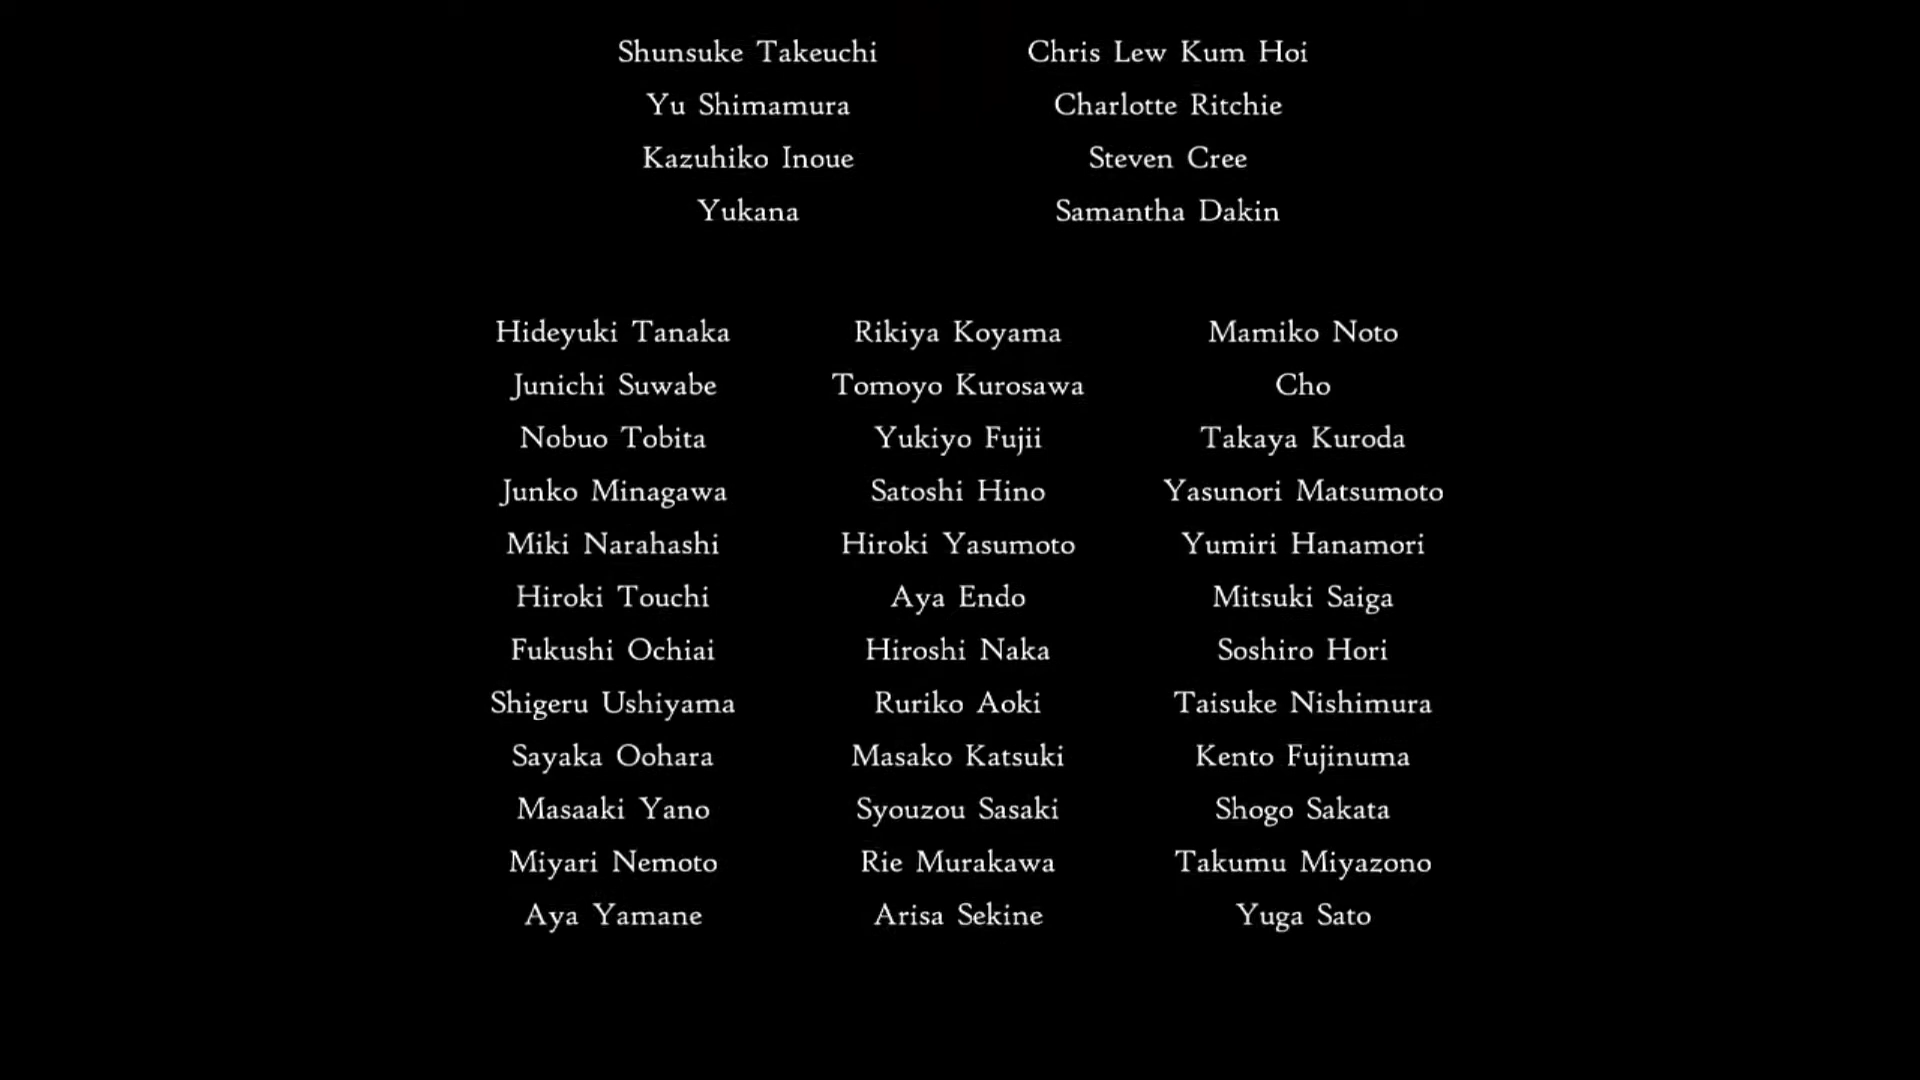 Shunsuke Takeuchi Chris Lew Kum Hoi
Yu Shimamura Charlotte Ritchie
Kazuhiko Inoue Steven Cree
Yukana Samantha Dakin
Hideyuki Tanaka Rikiya Koyama Mamiko Noto
Junichi Suwabe Tomoyo Kurosawa Cho
Nobuo Tobita Yukiyo Fujii Takaya Kuroda
Junko Minagawa Satoshi Hino Yasunori Matsumoto
Miki Narahashi Hiroki Yasumoto Yumiri Hanamori
Hiroki Touchi Aya Endo Mitsuki Saiga
Fukushi Ochiai Hiroshi Naka Soshiro Hori
Shigeru Ushiyama Ruriko Aoki Taisuke Nishimura
Sayaka Oohara Masako Katsuki Kento Fujinuma
Masaaki Yano Syouzou Sasaki Shogo Sakata
Miyari Nemoto Rie Murakawa Takumu Miyazono
Aya Yamane Arisa Sekine Yuga Sato